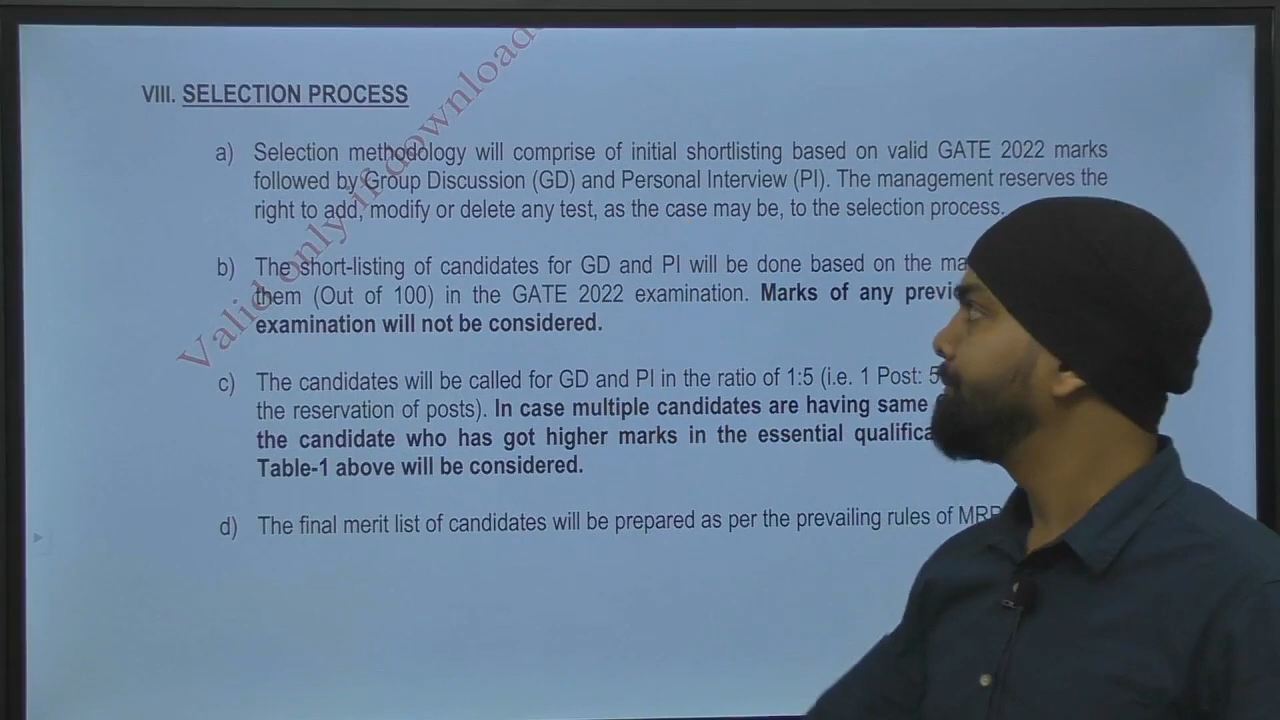 VIII. SELECTION PROCESS
a) Selection methodology will comprise of initial shortlisting based on valid GATE 2022 marks
followed by Group Discussion (GD) and Personal Interview (PI). The management reserves the
right to add, modify or delete any test, as the case may be, to the selection process.
b) The short-listing of candidates for GD and PI will be done based on the
them (Out of 100) in the GATE 2022 examination. Marks of any
examination will not be considered.
c) The candidates will be called for GD and PI in the ratio of 1:5 (i.e. 1 Post: 5
the reservation of posts). In case multiple candidates are having same
the candidate who has got higher marks in the essential
Table-1 above will be considered.
d) The final merit list of candidates will be prepared as per the prevailing rules of
Valid only if